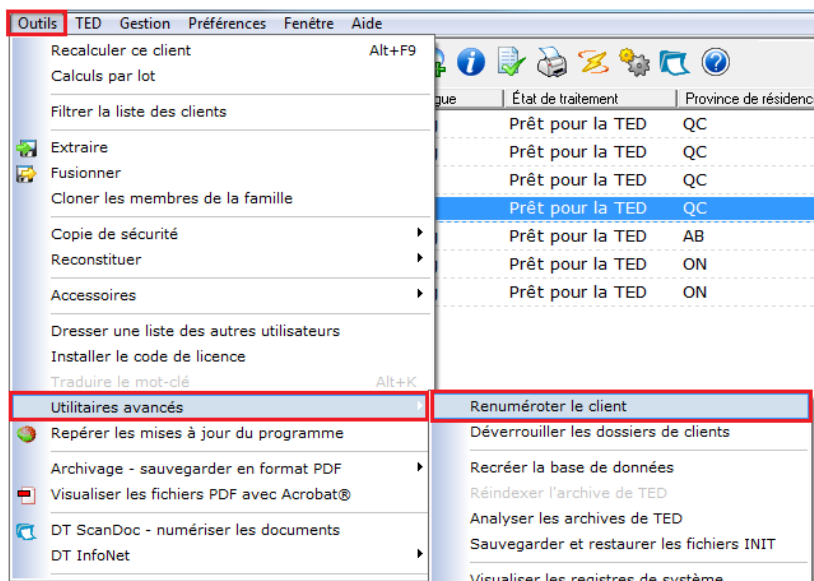 Outils TED Gestion Préférences Fenêtre Aide
Recalculer ce client Alt+F9
Calculs par lot
Filtrer la liste des clients
Extraire
Fusionner
Cloner les membres de la famille
Copie de sécurité
Reconstituer
Accessoires
Dresser une liste des autres utilisateurs
Installer le code de licence
Traduire le mot-clé Alt+K
Utilitaires avancés
Repérer les mises à jour du programme
Archivage - sauvegarder en format PDF
Visualiser les fichiers PDF avec Acrobat®
DT ScanDoc - numériser les documents
DT InfoNet
gue État de traitement Province de résidenc
Prêt pour la TED QC
Prêt pour la TED QC
Prêt pour la TED QC
Prêt pour la TED QC
Prêt pour la TED AB
Prêt pour la TED ON
Prêt pour la TED ON
Renuméroter le client
Déverrouiller les dossiers de clients
Recréer la base de données
Réindexer l'archive de TED
Analyser les archives de TED
Sauvegarder et restaurer les fichiers INIT
Visualiser les registres de système